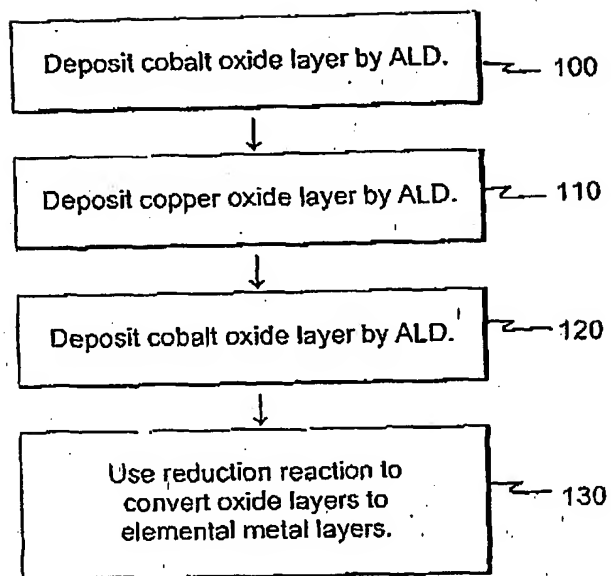 Deposit cobalt oxide layer by ALD.
100
Deposit copper oxide layer by ALD.
110
Deposit cobalt oxide layer by ALD.
120
Use reduction reaction to
convert oxide layers to
elemental metal layers.
130